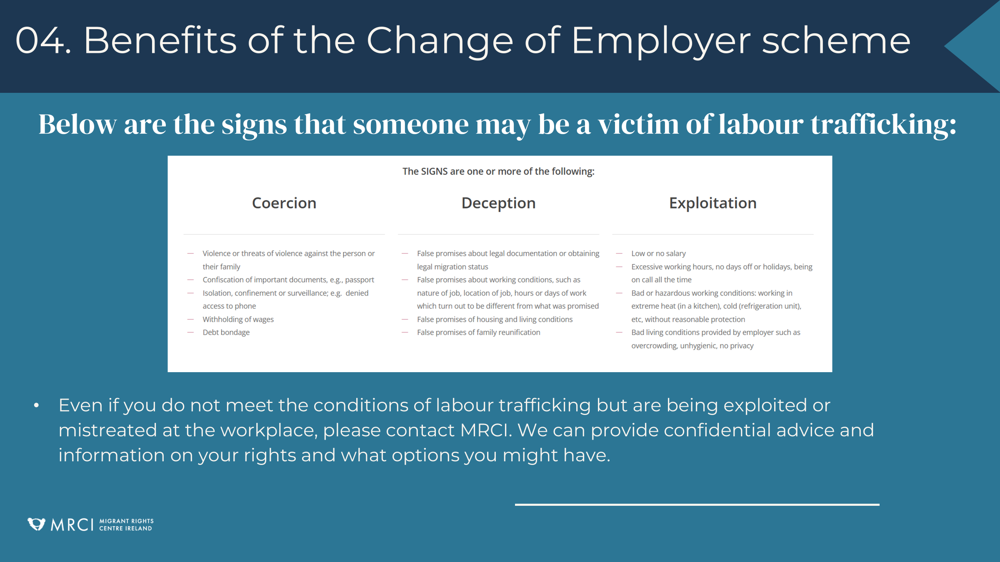 04. Benefits of the Change of Employer scheme
Below are the signs that someone may be a victim of labour trafficking:
The SIGNS are one or more of the following:
Coercion
— Violence or threats of violence against the person or
their family
— Confiscation of important documents, e.g., passport
— Isolation, confinement or surveillance; e.g.  denied
access to phone
— Withholding of wages
— Debt bondage
Deception
— False promises about legal documentation or obtaining
legal migration status
— False promises about working conditions, such as
nature of job, location of job, hours or days of work
which turn out to be different from what was promised
— False promises of housing and living conditions
— False promises of family reunification
Exploitation
— Low or no salary
— Excessive working hours, no days off or holidays, being
on call all the time
— Bad or hazardous working conditions: working in
extreme heat (in a kitchen), cold (refrigeration unit),
etc, without reasonable protection
— Bad living conditions provided by employer such as
overcrowding, unhygienic, no privacy
• Even if you do not meet the conditions of labour trafficking but are being exploited or
mistreated at the workplace, please contact MRCI. We can provide confidential advice and
information on your rights and what options you might have.
MRCI
MIGRANT RIGHTS
CENTRE IRELAND